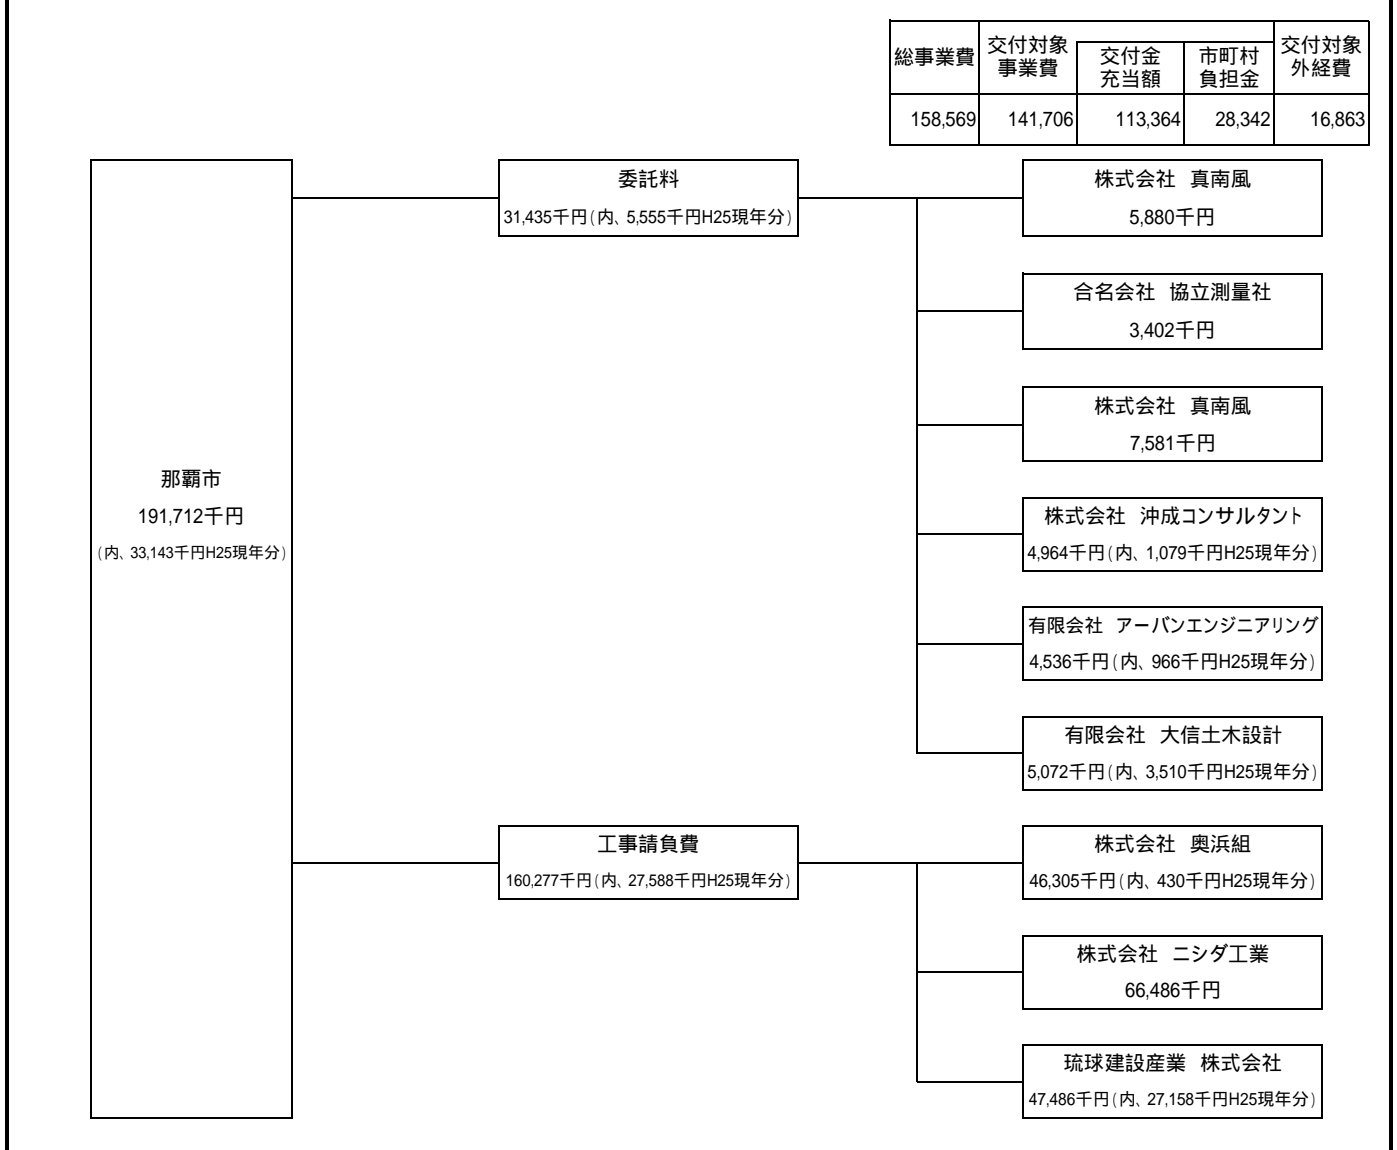 総事業費
交付対象
事業費
交付金
充当額
市町村
負担金
交付対象
外経費
158,569 141,706 113,364 28,342 16,863
那覇市
191,712千円
(内、33,143千円H25現年分)
委託料
31,435千円(内、5,555千円H25現年分)
株式会社 真南風
5,880千円
合名会社 協立測量社
3,402千円
株式会社 真南風
7,581千円
株式会社 沖成コンサルタント
4,964千円(内、1,079千円H25現年分)
有限会社 アーバンエンジニアリング
4,536千円(内、966千円H25現年分)
有限会社 大信土木設計
5,072千円(内、3,510千円H25現年分)
工事請負費
160,277千円(内、27,588千円H25現年分)
株式会社 奥浜組
46,305千円(内、430千円H25現年分)
株式会社 ニシダ工業
66,486千円
琉球建設産業 株式会社
47,486千円(内、27,158千円H25現年分)